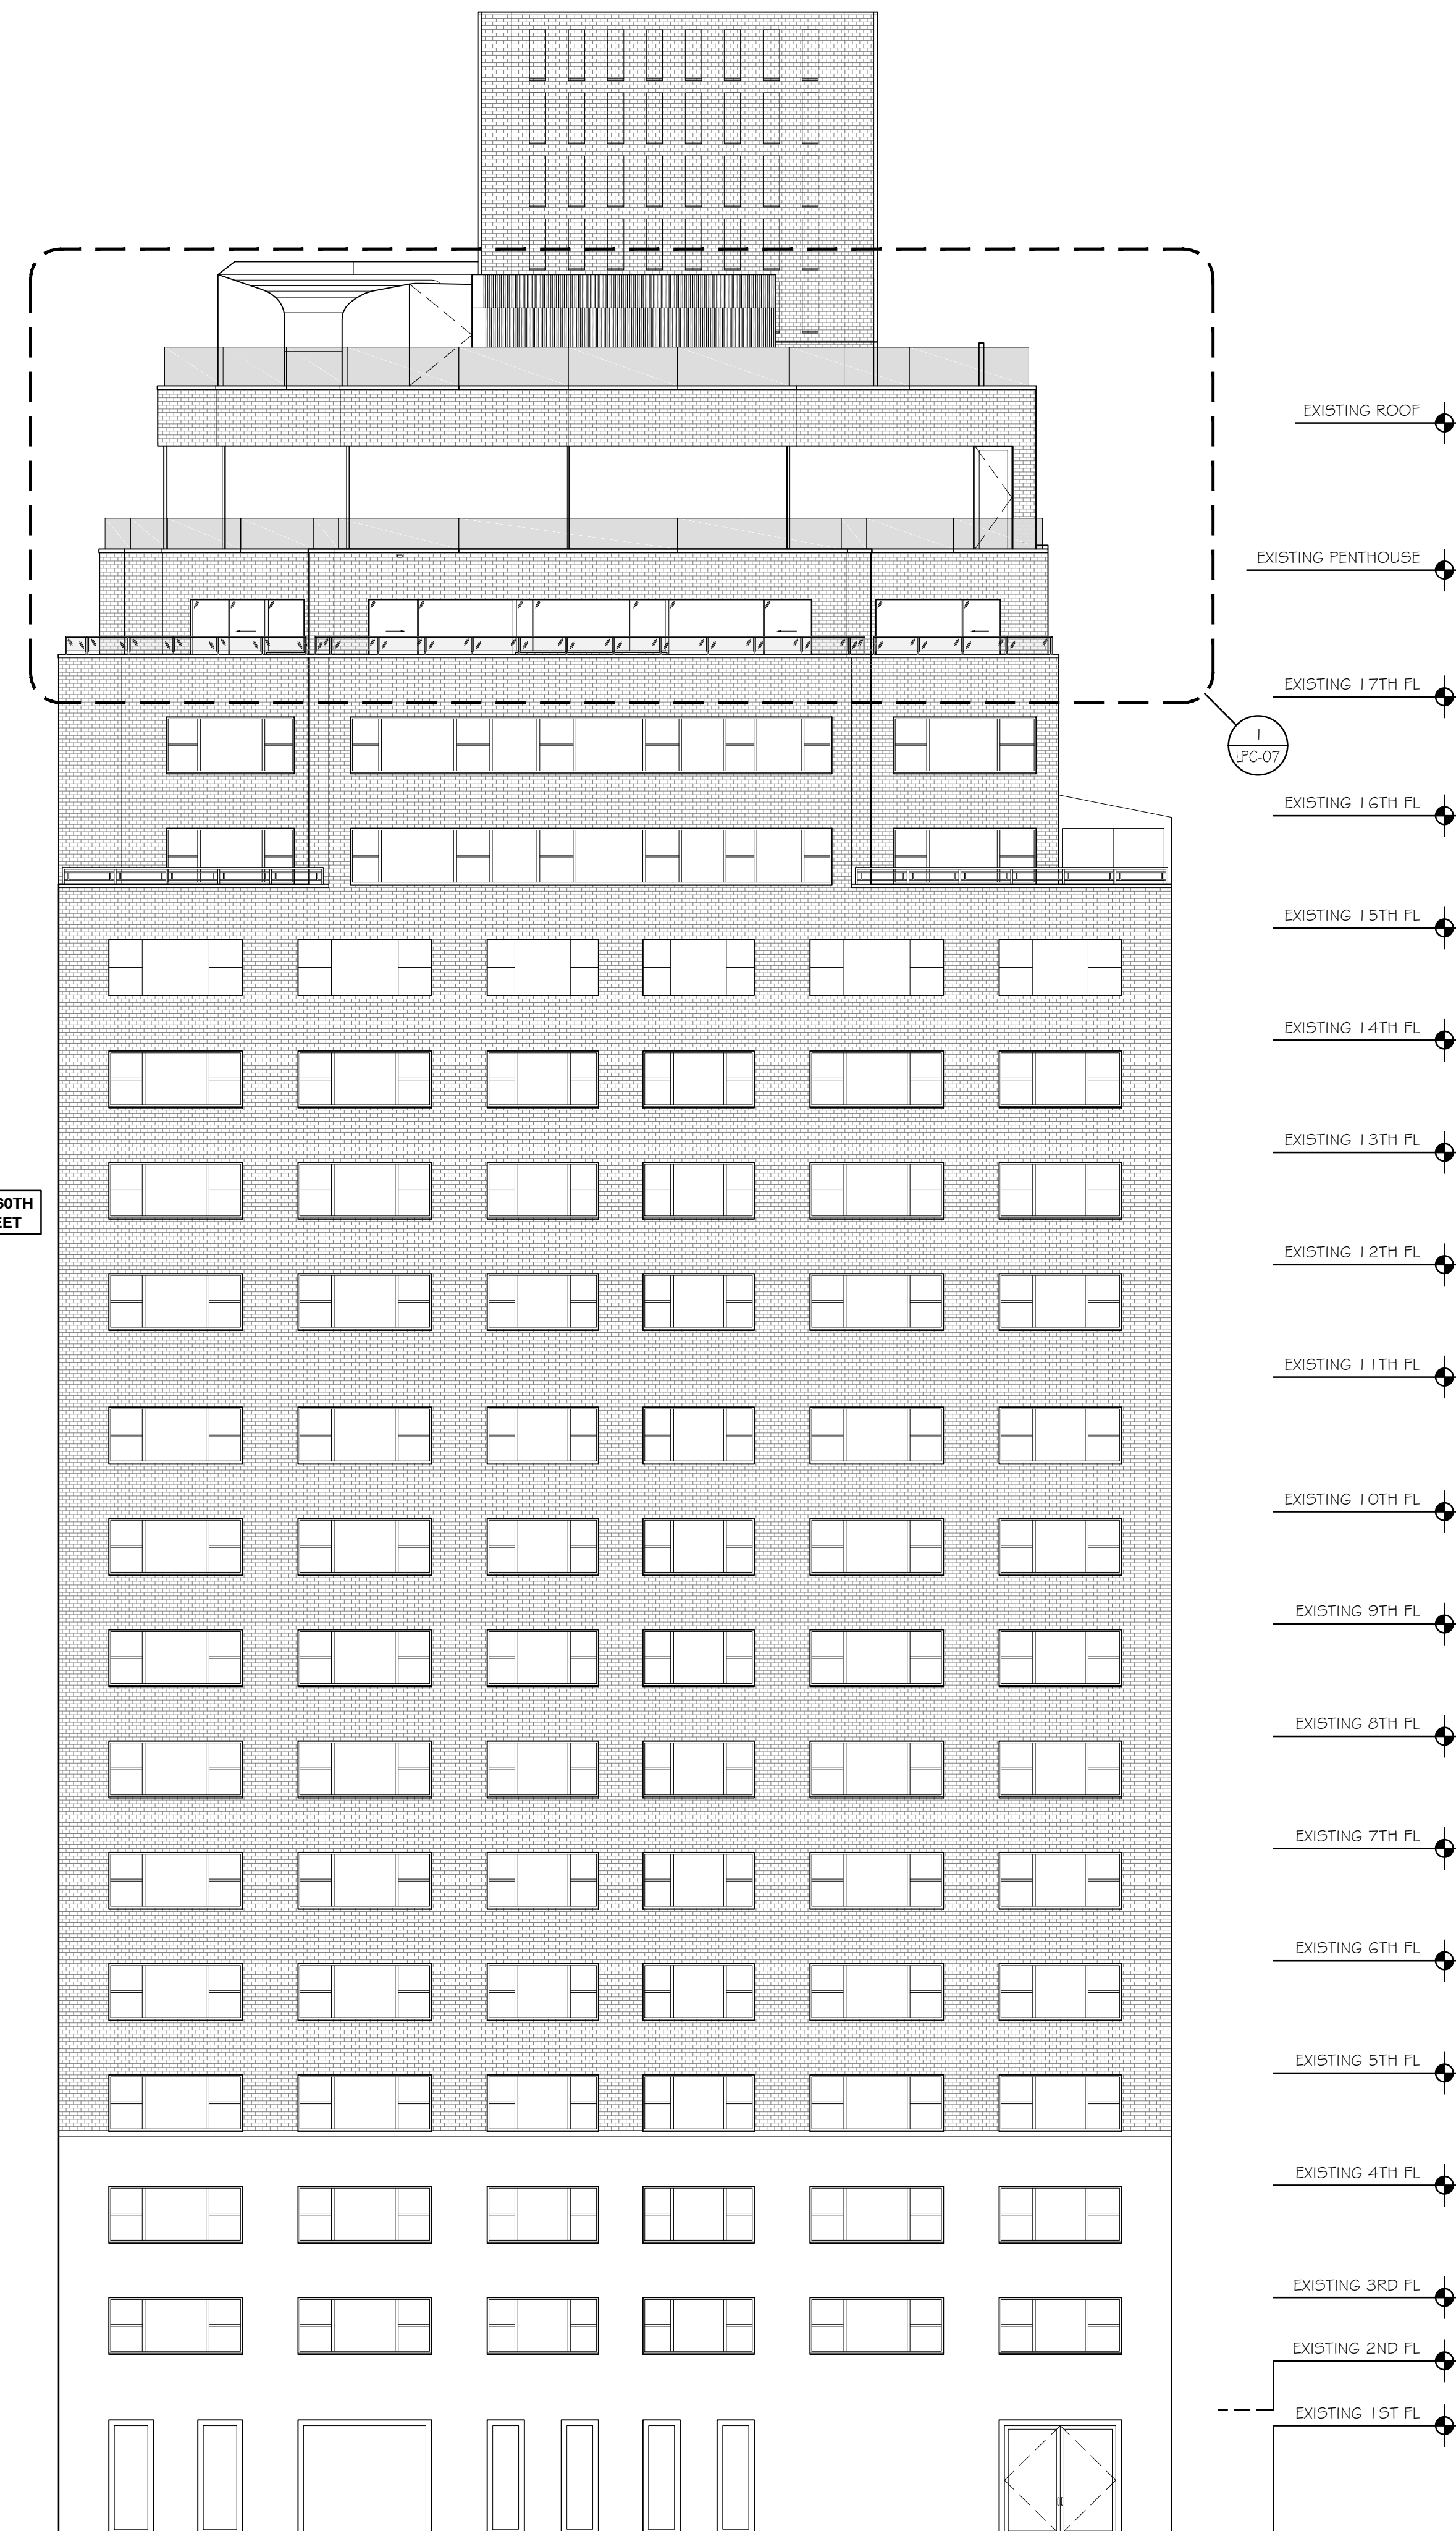 EXISTING ROOF
EXISTING PENTHOUSE
EXISTING 17TH FL
1
LPC-07
EXISTING 16TH FL
EXISTING 15TH FL
EXISTING 14TH FL
EXISTING 13TH FL
60TH
EET
EXISTING 12TH FL
EXISTING 11TH FL
EXISTING 10TH FL
EXISTING 9TH FL
EXISTING 8TH FL
EXISTING 7TH FL
EXISTING 6TH FL
EXISTING 5TH FL
EXISTING 4TH FL
EXISTING 3RD FL
EXISTING 2ND FL
EXISTING 1ST FL